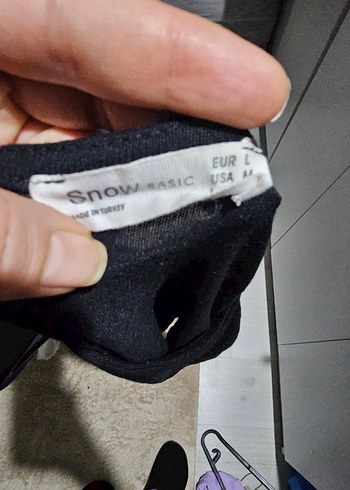 Snow BASIC
EUR L
USA M
MADE IN TURKEY